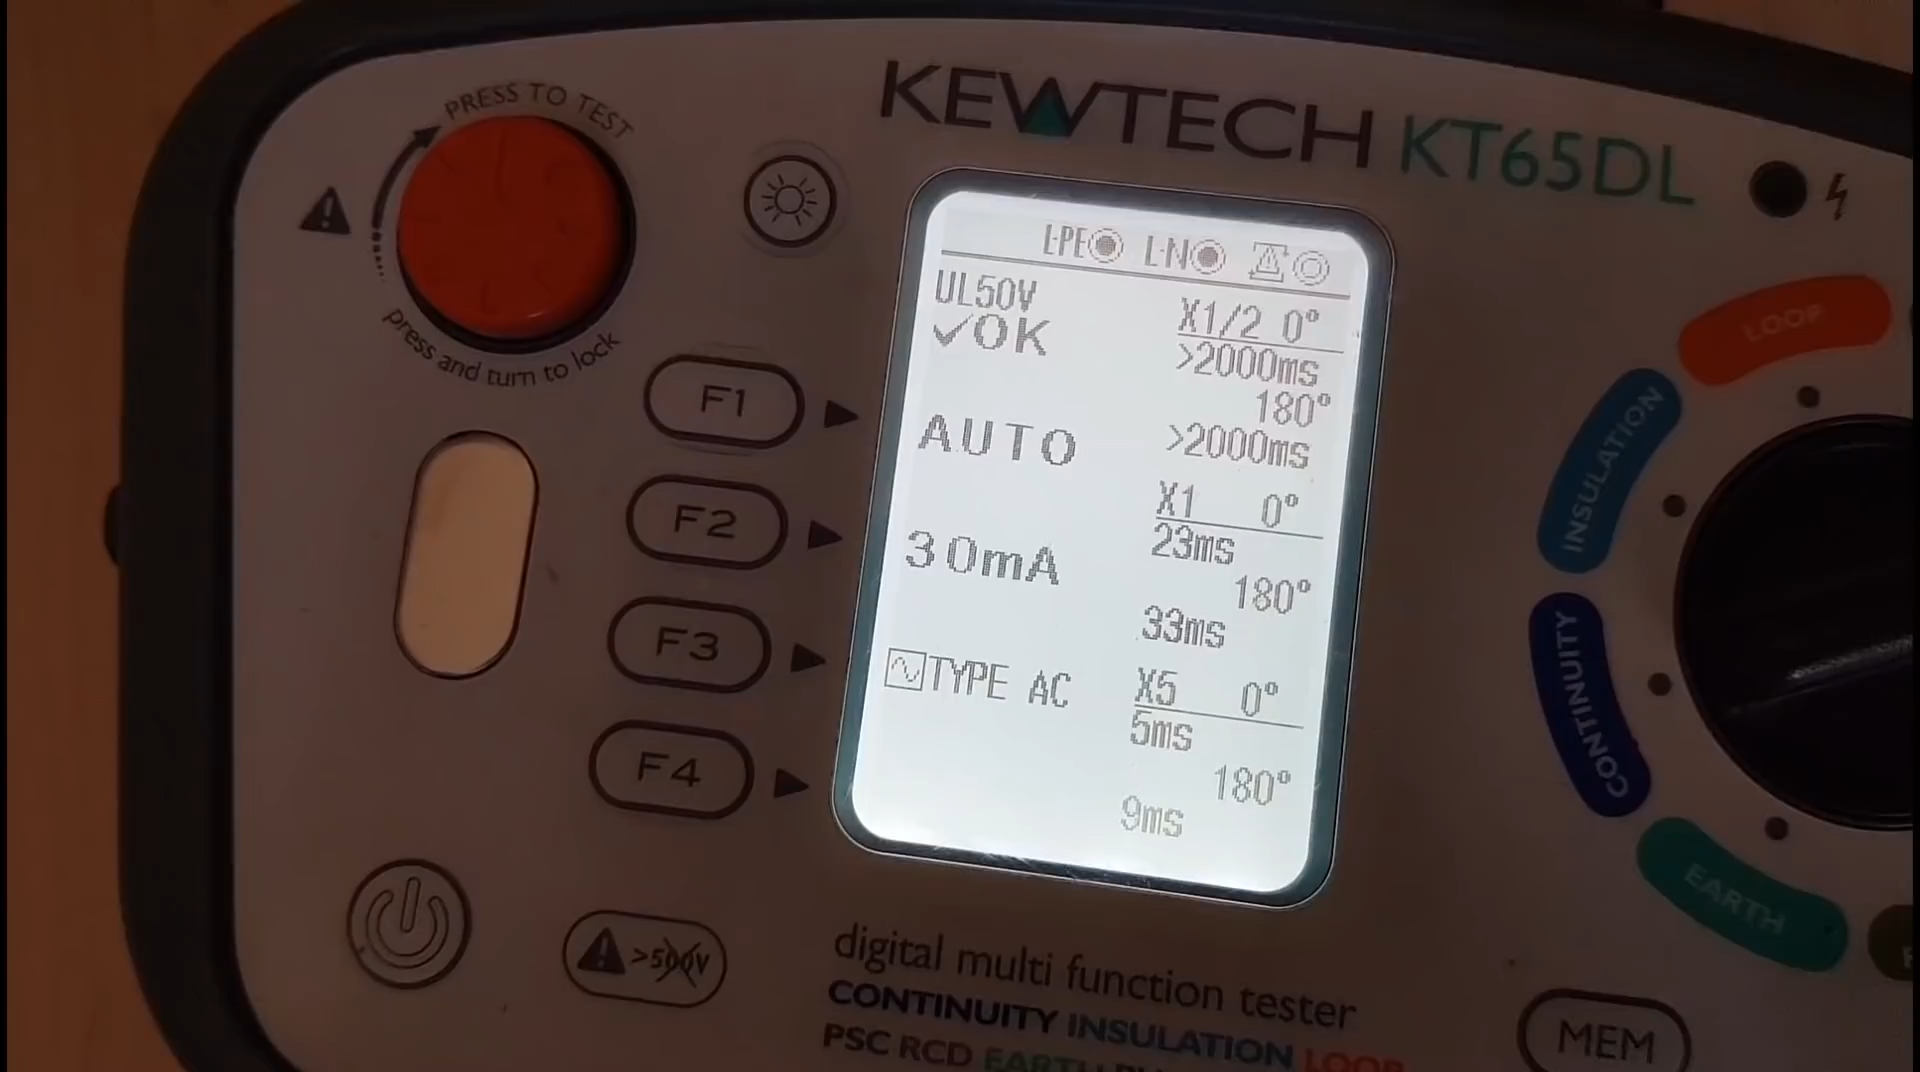 PRESS TO TEST
press and turn to lock
KEWTECH KT65DL
L-PE L-N
UL50V
✓OK
X1/2 0°
>2000ms
180°
>2000ms
AUTO
X1 0°
23ms
180°
33ms
30mA
TYPE AC
X5 0°
5ms
180°
9ms
F1
F2
F3
F4
>500V
LOOP
INSULATION
CONTINUITY
EARTH
digital multi function tester
CONTINUITY INSULATION LOOP
PSC RCD EARTH
MEM